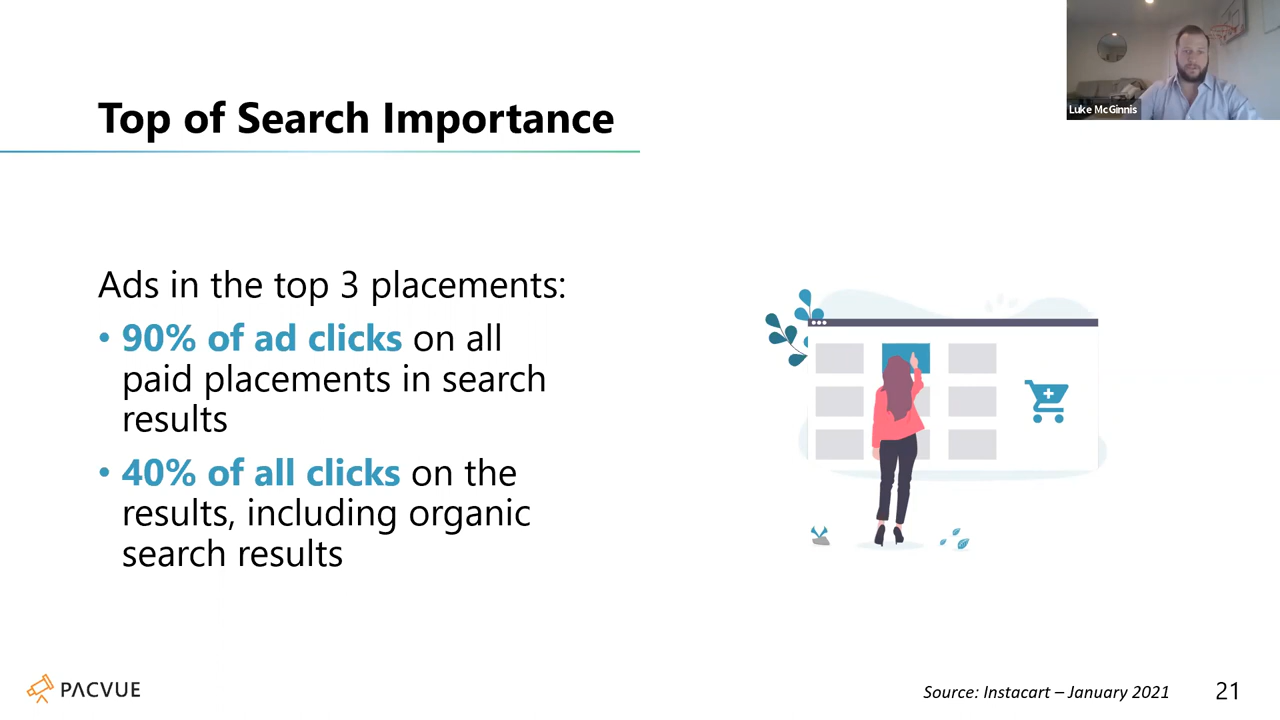 Luke McGinnis
Top of Search Importance
Ads in the top 3 placements:
• 90% of ad clicks on all
paid placements in search
results
• 40% of all clicks on the
results, including organic
search results
PACVUE
Source: Instacart – January 2021
21